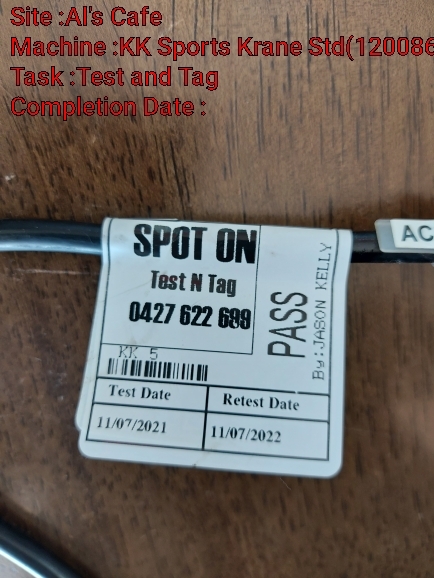 Site :Al's Cafe
Machine :KK Sports Krane Std(120086
Task :Test and Tag
Completion Date :
AC
SPOT ON
Test N Tag
0427 622 699
PASS
By:JASON KELLY
KK 5
Test Date
Retest Date
11/07/2021
11/07/2022